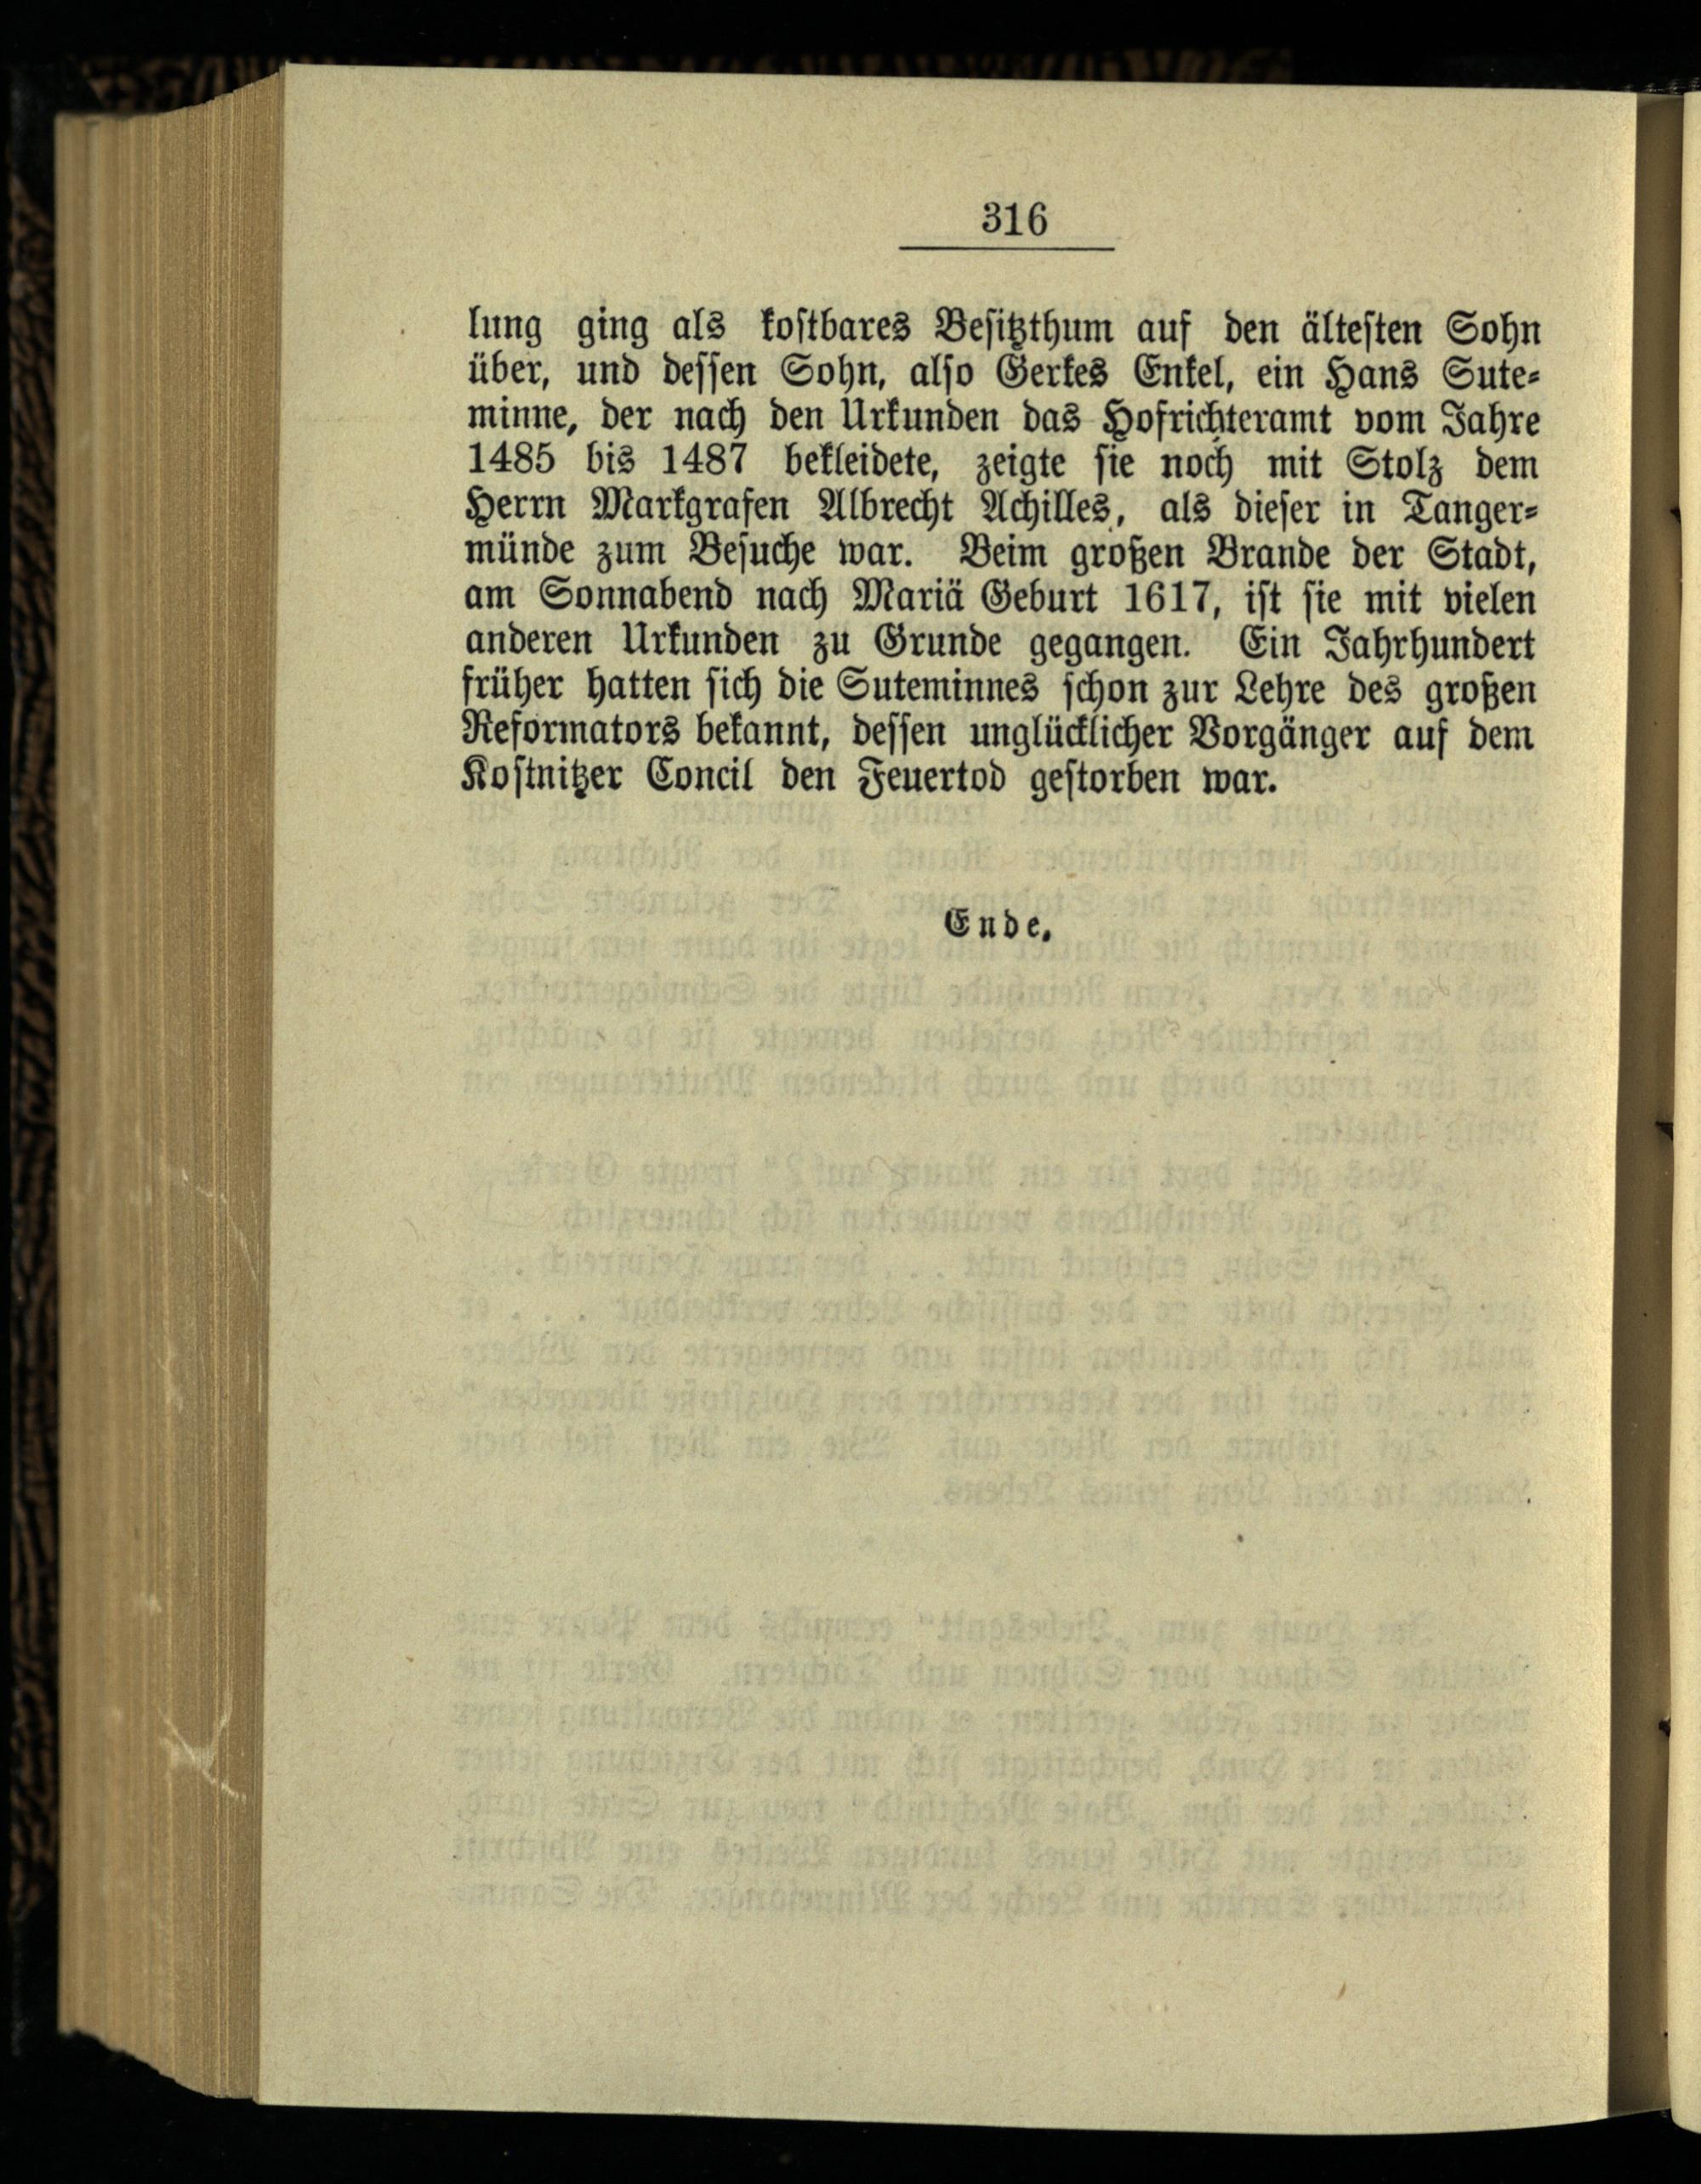 316
lung ging als kostbares Besitzthum auf den ältesten Sohn
über, und dessen Sohn, also Gerkes Enkel, ein Hans Sute-
minne, der nach den Urkunden das Hofrichteramt vom Jahre
1485 bis 1487 bekleidete, zeigte sie noch mit Stolz dem
Herrn Markgrafen Albrecht Achilles, als dieser in Tanger-
münde zum Besuche war. Beim großen Brande der Stadt,
am Sonnabend nach Mariä Geburt 1617, ist sie mit vielen
anderen Urkunden zu Grunde gegangen. Ein Jahrhundert
früher hatten sich die Suteminnes schon zur Lehre des großen
Reformators bekannt, dessen unglücklicher Vorgänger auf dem
Kostnitzer Concil den Feuertod gestorben war.
Ende.